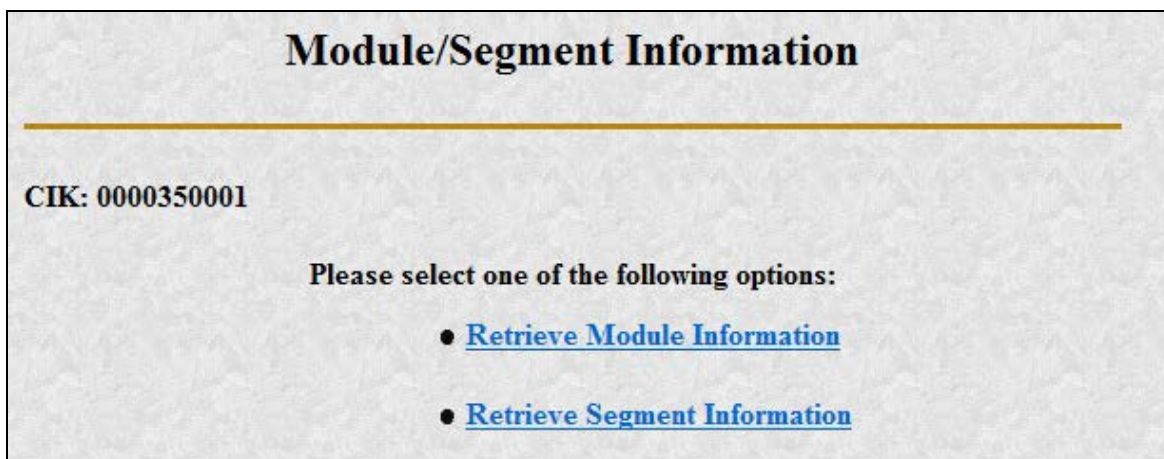 Module/Segment Information
CIK: 0000350001
Please select one of the following options:
● Retrieve Module Information
● Retrieve Segment Information